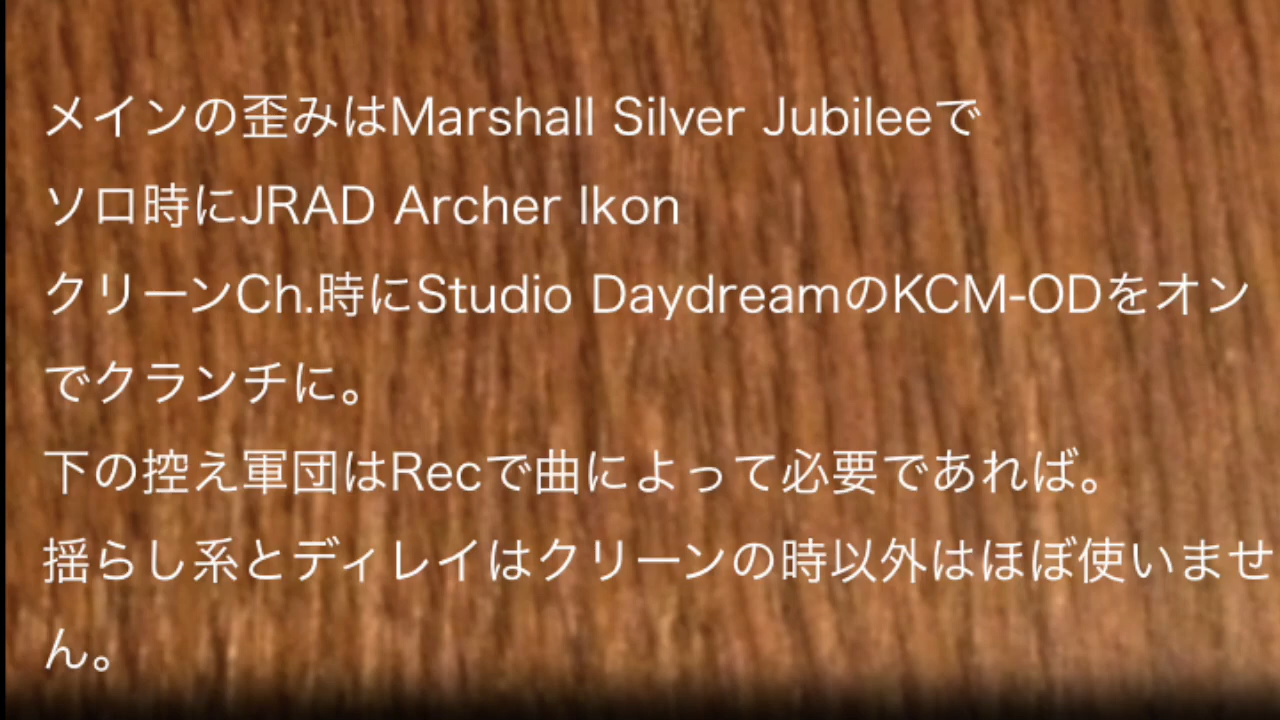 メインの歪みはMarshall Silver Jubileeで
ソロ時にJRAD Archer Ikon
クリーンCh.時にStudio DaydreamのKCM-ODをオン
でクランチに。
下の控え軍団はRecで曲によって必要であれば。
揺らし系とディレイはクリーンの時以外はほぼ使いませ
ん。